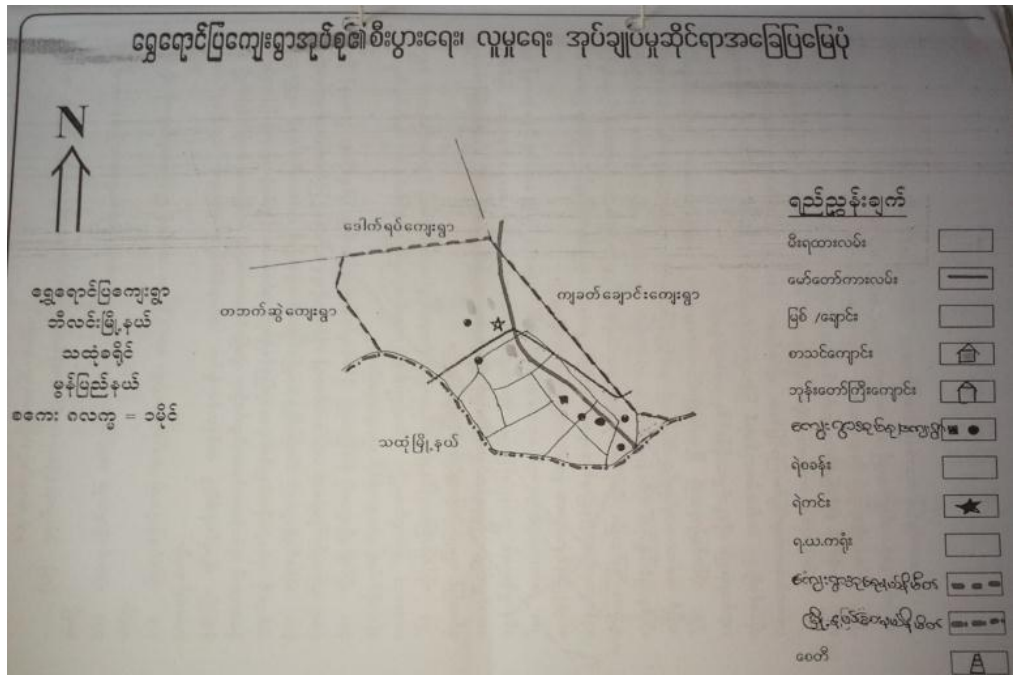 ရွှေရောင်ပြကျေးရွာအုပ်စု၏စီးပွားရေး၊ လူမှုရေး အုပ်ချုပ်မှုဆိုင်ရာအခြေပြမြေပုံ
N
ဒေါက်ရပ်ကျေးရွာ
တဘက်ဆွဲကျေးရွာ
ကျခတ်ချောင်းကျေးရွာ
သထုံမြို့နယ်
ရွှေရောင်ပြကျေးရွာ
ဘီလင်းမြို့နယ်
သထုံခရိုင်
မွန်ပြည်နယ်
စကေး ၈လက္မ = ၁မိုင်
ရည်ညွှန်းချက်
မီးရထားလမ်း
မော်တော်ကားလမ်း
မြစ် /ချောင်း
စာသင်ကျောင်း
ဘုန်းတော်ကြီးကျောင်း
ရဲစခန်း
ရဲကင်း
ရ.ယ.ကရုံး
စေတီ